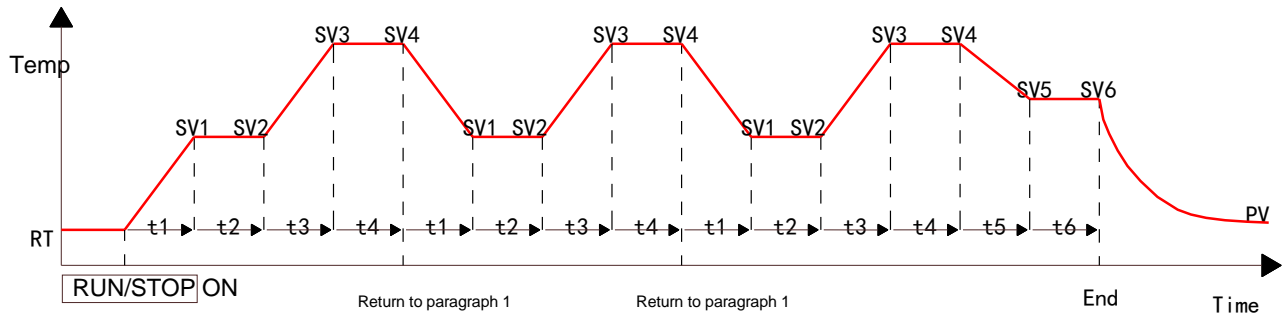 SV3 SV4 SV3 SV4 SV3 SV4
Temp
SV5 SV6
SV1 SV2 SV1 SV2 SV1 SV2
PV
RT t1 t2 t3 t4 t1 t2 t3 t4 t1 t2 t3 t4 t5 t6
RUN/STOP ON
Return to paragraph 1 Return to paragraph 1 End Time